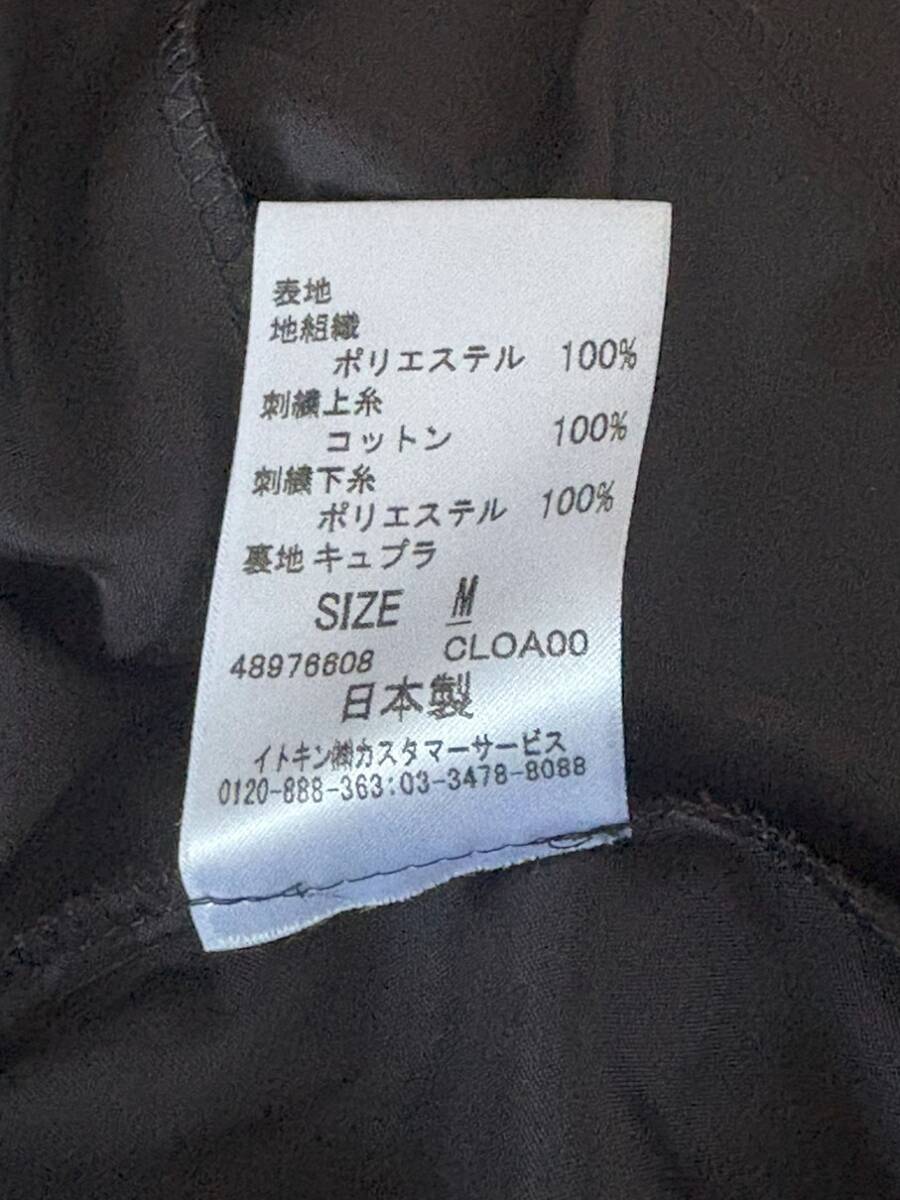 表地
地組織
ポリエステル 100%
刺繍上糸
コットン 100%
刺繍下糸
ポリエステル 100%
裏地 キュプラ
SIZE M
48976608 CLOA00
日本製
イトキン㈱カスタマーサービス
0120-888-363:03-3478-8088